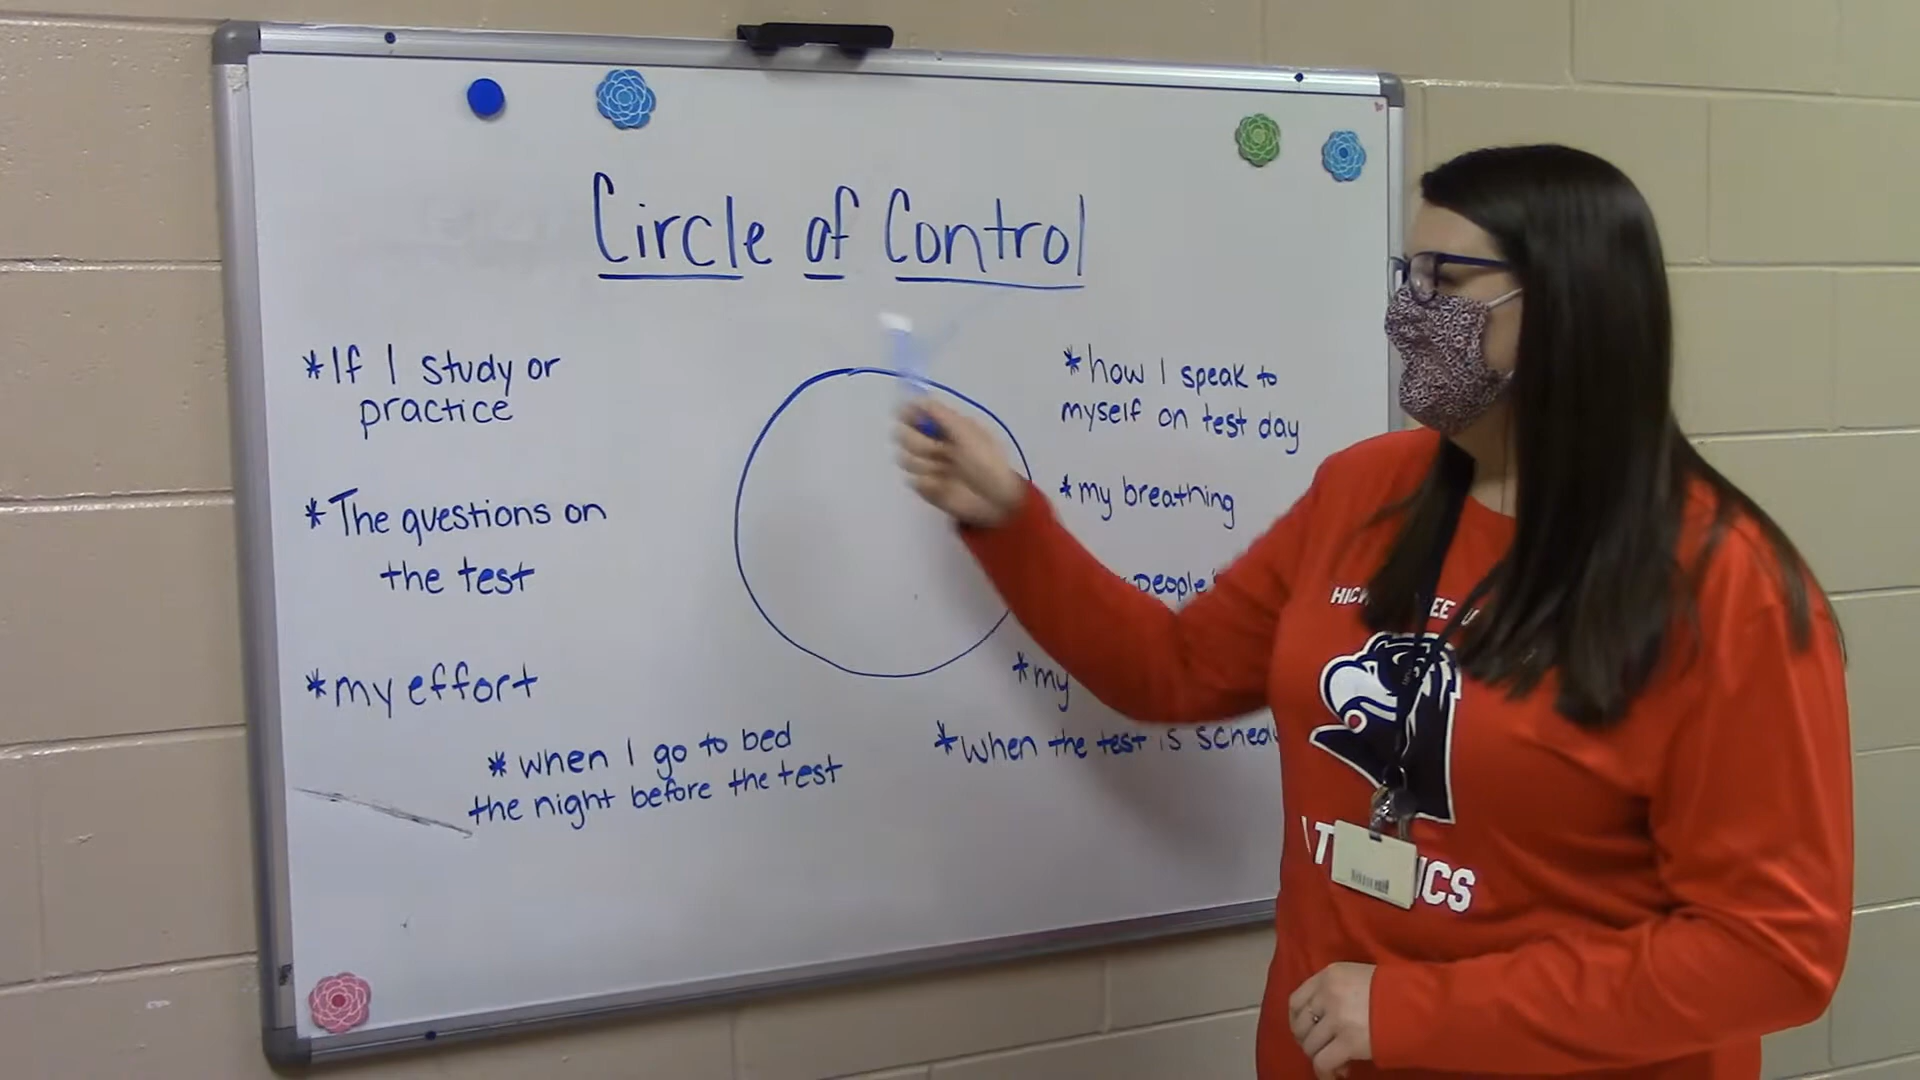 Circle of Control
*If I study or
practice
*The questions on
the test
*my effort
*when I go to bed
the night before the test
*how I speak to
myself on test day
*my breathing
people's
*my
*when the test is
ICS